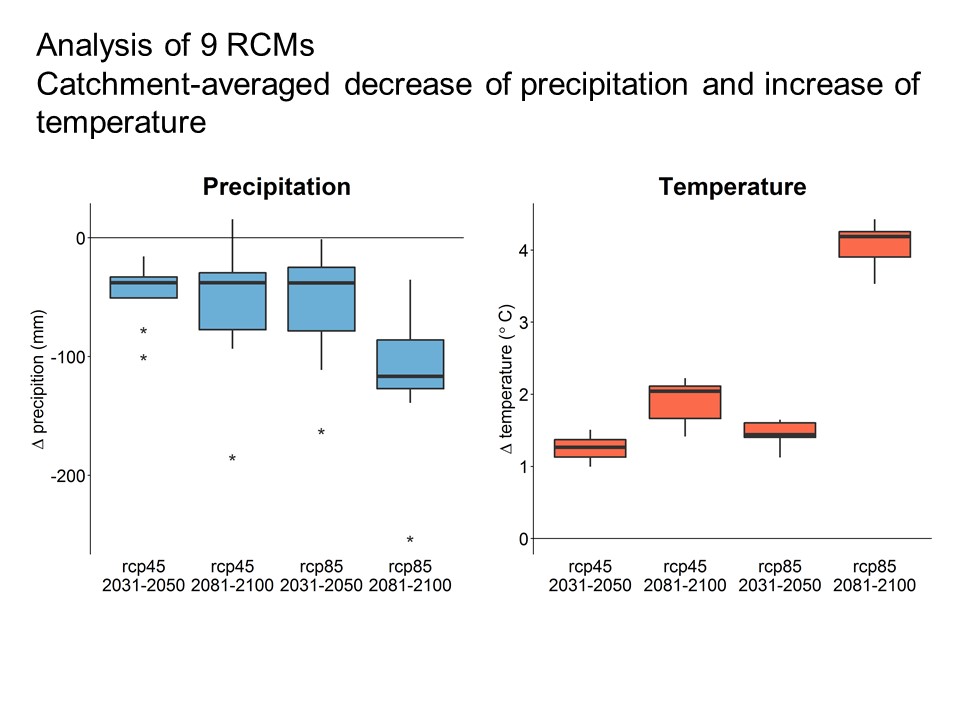 Analysis of 9 RCMs
Catchment-averaged decrease of precipitation and increase of
temperature
Precipitation
Δ precipition (mm)
0
-100
-200
*
*
*
*
*
rcp45 rcp45 rcp85 rcp85
2031-2050 2081-2100 2031-2050 2081-2100
Temperature
Δ temperature (° C)
4
3
2
1
0
rcp45 rcp45 rcp85 rcp85
2031-2050 2081-2100 2031-2050 2081-2100